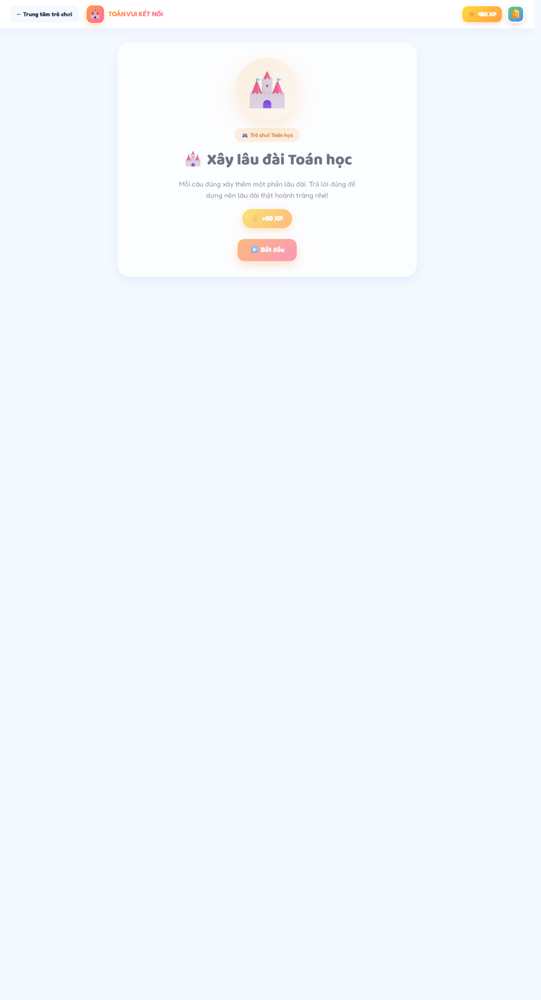 ← Trung tâm trò chơi
TOÁN VUI KẾT NỐI
450 XP
Trò chơi Toán học
Xây lâu đài Toán học
Mỗi câu đúng xây thêm một phần lâu đài. Trả lời đúng để
dựng nên lâu đài thật hoành tráng nhé!
+80 XP
Bắt đầu